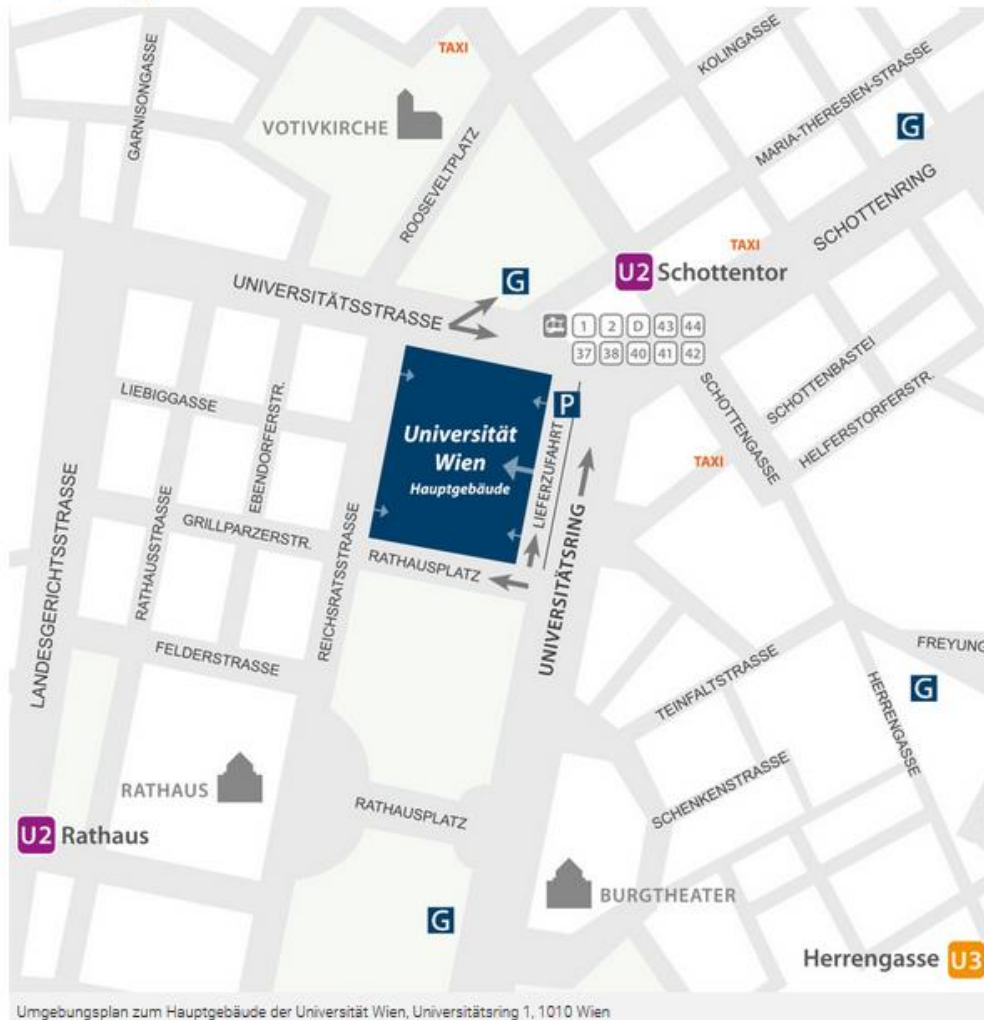 TAXI
KOLINGASSE
GARNISONGASSE
MARIA-THERESIEN-STRASSE
G
VOTIVKIRCHE
ROOSEVELTPLATZ
SCHOTTENRING
TAXI
U2 Schottentor
G
UNIVERSITÄTSSTRASSE
1 2 D 43 44
37 38 40 41 42
SCHOTTENBASTEI
LIEBIGGASSE
EBENDORFERSTR.
P
SCHOTTENGASSE
HELFERSTORFERSTR.
Universität
Wien
Hauptgebäude
LIEFERZUFAHRT
TAXI
LANDESGERICHTSSTRASSE
RATHAUSSTRASSE
GRILLPARZERSTR.
REICHSRATSSTRASSE
RATHAUSPLATZ
UNIVERSITÄTSRING
FELDERSTRASSE
TEINFALTSTRASSE
FREYUNG
G
HERRENGASSE
RATHAUS
SCHENKENSTRASSE
RATHAUSPLATZ
U2 Rathaus
BURGTHEATER
G
Herrengasse U3
Umgebungsplan zum Hauptgebäude der Universität Wien, Universitätsring 1, 1010 Wien